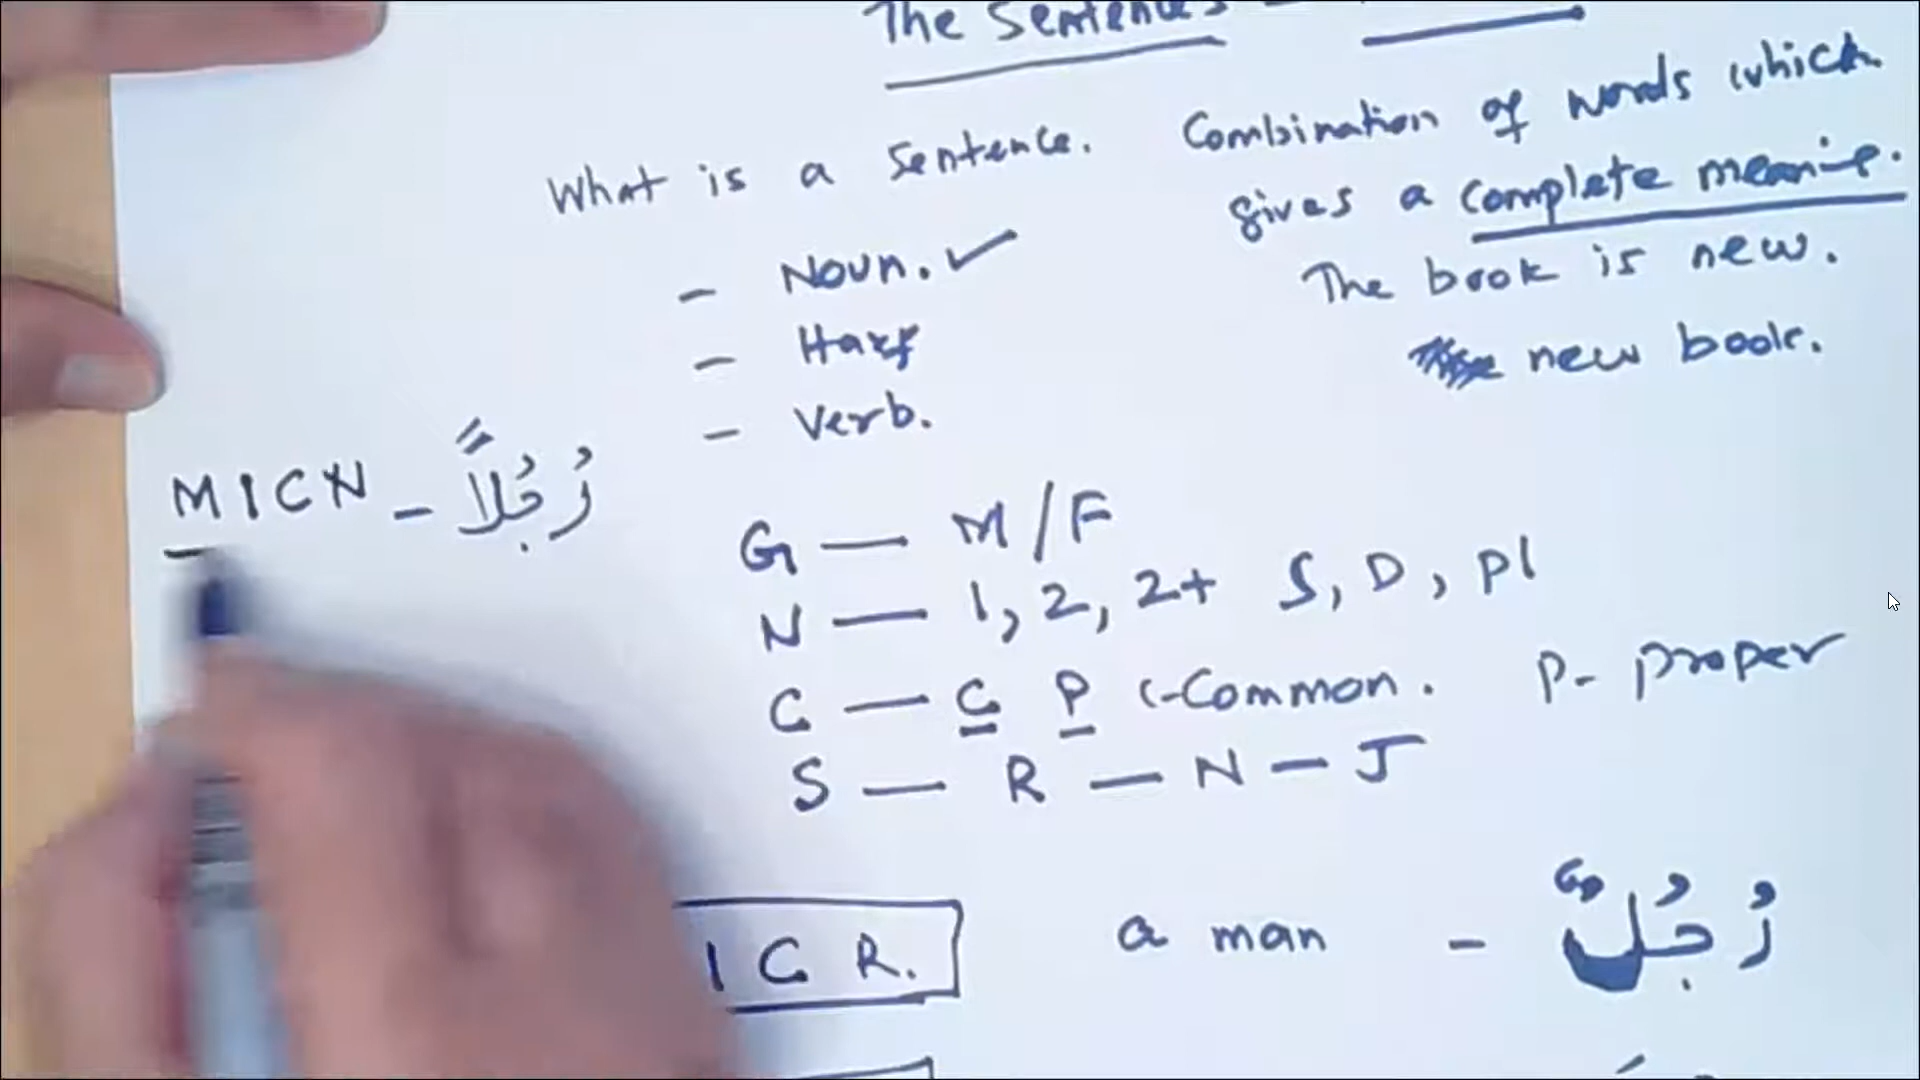 The Sentences
What is a sentence. Combination of words which
gives a complete meaning.
- Noun. ✓ The book is new.
- Harf new book.
- Verb.
MICN - رُجُلاً
G — M/F
N — 1, 2, 2+ S, D, Pl
C — C P C-Common. P- proper
S — R — N — J
I C R. a man - رُجُلٌ